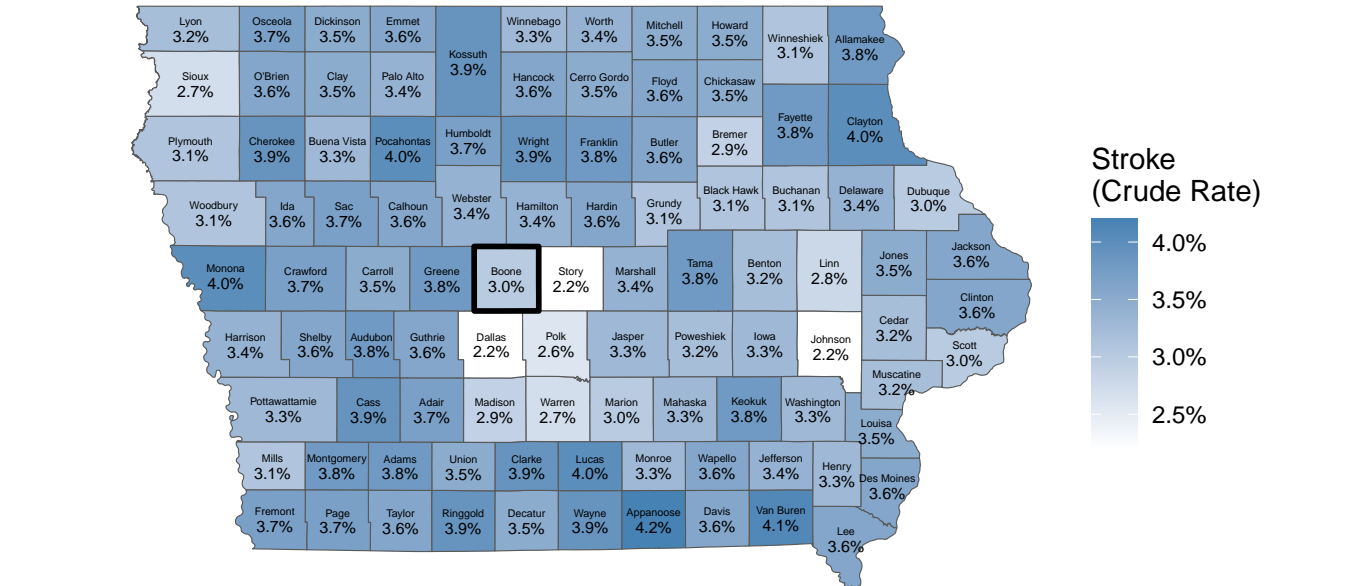 Lyon
3.2%
Osceola
3.7%
Dickinson
3.5%
Emmet
3.6%
Kossuth
3.9%
Winnebago
3.3%
Worth
3.4%
Mitchell
3.5%
Howard
3.5%
Winneshiek
3.1%
Allamakee
3.8%
Sioux
2.7%
O'Brien
3.6%
Clay
3.5%
Palo Alto
3.4%
Hancock
3.6%
Cerro Gordo
3.5%
Floyd
3.6%
Chickasaw
3.5%
Fayette
3.8%
Clayton
4.0%
Plymouth
3.1%
Cherokee
3.9%
Buena Vista
3.3%
Pocahontas
4.0%
Humboldt
3.7%
Wright
3.9%
Franklin
3.8%
Butler
3.6%
Bremer
2.9%
Woodbury
3.1%
Ida
3.6%
Sac
3.7%
Calhoun
3.6%
Webster
3.4%
Hamilton
3.4%
Hardin
3.6%
Grundy
3.1%
Black Hawk
3.1%
Buchanan
3.1%
Delaware
3.4%
Dubuque
3.0%
Monona
4.0%
Crawford
3.7%
Carroll
3.5%
Greene
3.8%
Boone
3.0%
Story
2.2%
Marshall
3.4%
Tama
3.8%
Benton
3.2%
Linn
2.8%
Jones
3.5%
Jackson
3.6%
Clinton
3.6%
Harrison
3.4%
Shelby
3.6%
Audubon
3.8%
Guthrie
3.6%
Dallas
2.2%
Polk
2.6%
Jasper
3.3%
Poweshiek
3.2%
Iowa
3.3%
Johnson
2.2%
Cedar
3.2%
Scott
3.0%
Muscatine
3.2%
Pottawattamie
3.3%
Cass
3.9%
Adair
3.7%
Madison
2.9%
Warren
2.7%
Marion
3.0%
Mahaska
3.3%
Keokuk
3.8%
Washington
3.3%
Louisa
3.5%
Mills
3.1%
Montgomery
3.8%
Adams
3.8%
Union
3.5%
Clarke
3.9%
Lucas
4.0%
Monroe
3.3%
Wapello
3.6%
Jefferson
3.4%
Henry
3.3%
Des Moines
3.6%
Fremont
3.7%
Page
3.7%
Taylor
3.6%
Ringgold
3.9%
Decatur
3.5%
Wayne
3.9%
Appanoose
4.2%
Davis
3.6%
Van Buren
4.1%
Lee
3.6%
Stroke
(Crude Rate)
4.0%
3.5%
3.0%
2.5%